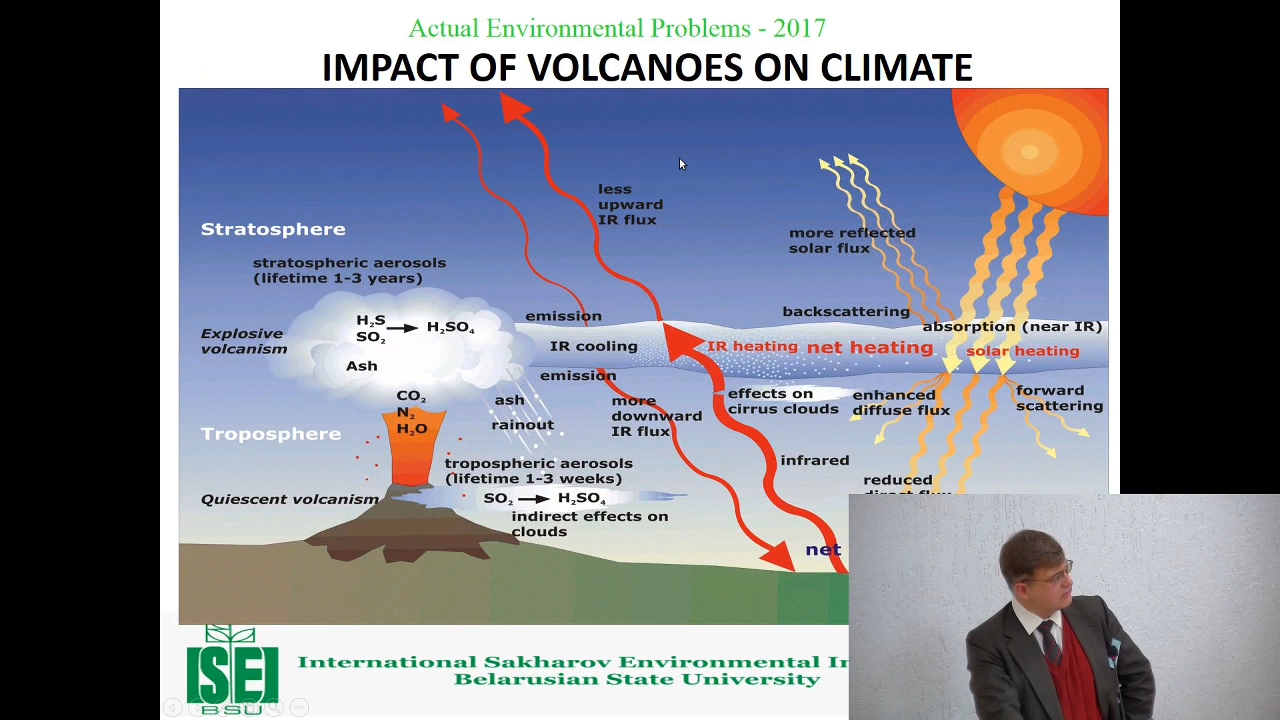 Actual Environmental Problems - 2017
IMPACT OF VOLCANOES ON CLIMATE
less
upward
IR flux
more reflected
solar flux
Stratosphere
stratospheric aerosols
(lifetime 1-3 years)
H₂S
SO₂
H₂SO₄
Explosive
volcanism
Ash
emission
IR cooling
emission
backscattering
absorption (near IR)
IR heating
net heating
solar heating
CO₂
N₂
H₂O
ash
rainout
more
downward
IR flux
effects on
cirrus clouds
enhanced
diffuse flux
forward
scattering
Troposphere
infrared
tropospheric aerosols
(lifetime 1-3 weeks)
SO₂
H₂SO₄
Quiescent volcanism
indirect effects on
clouds
reduced
direct flux
net
ISEI
BSU
International Sakharov Environmental In
Belarusian State University